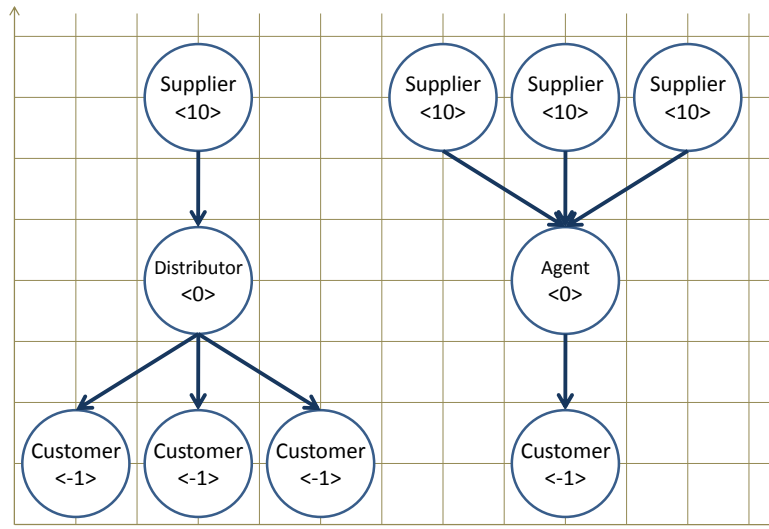 Supplier
<10>
Supplier
<10>
Supplier
<10>
Supplier
<10>
Distributor
<0>
Agent
<0>
Customer
<-1>
Customer
<-1>
Customer
<-1>
Customer
<-1>